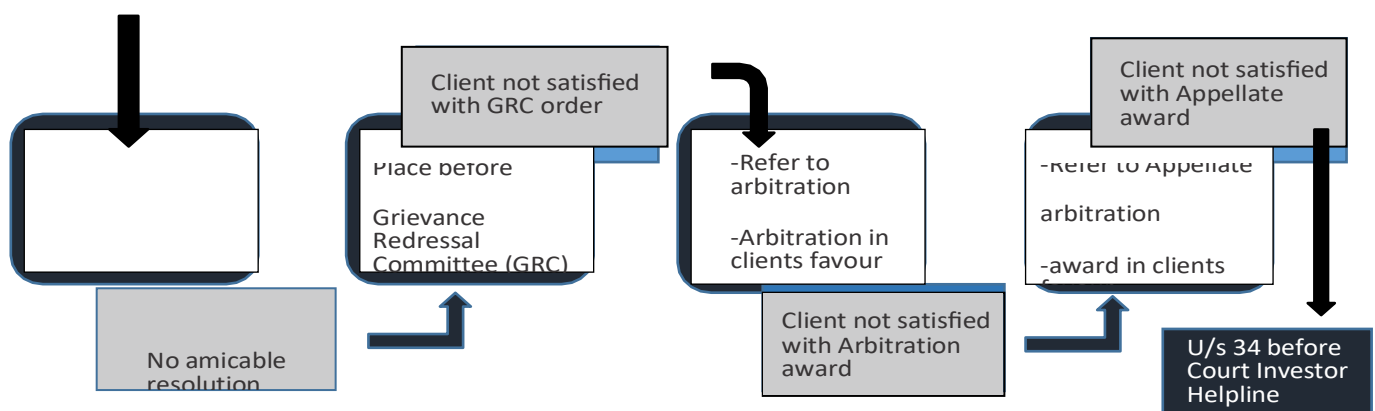 No amicable
resolution
Place before
Grievance
Redressal
Committee (GRC)
Client not satisfied
with GRC order
-Refer to
arbitration
-Arbitration in
clients favour
Client not satisfied
with Arbitration
award
-Refer to Appellate
arbitration
-award in clients
Client not satisfied
with Appellate
award
U/s 34 before
Court Investor
Helpline